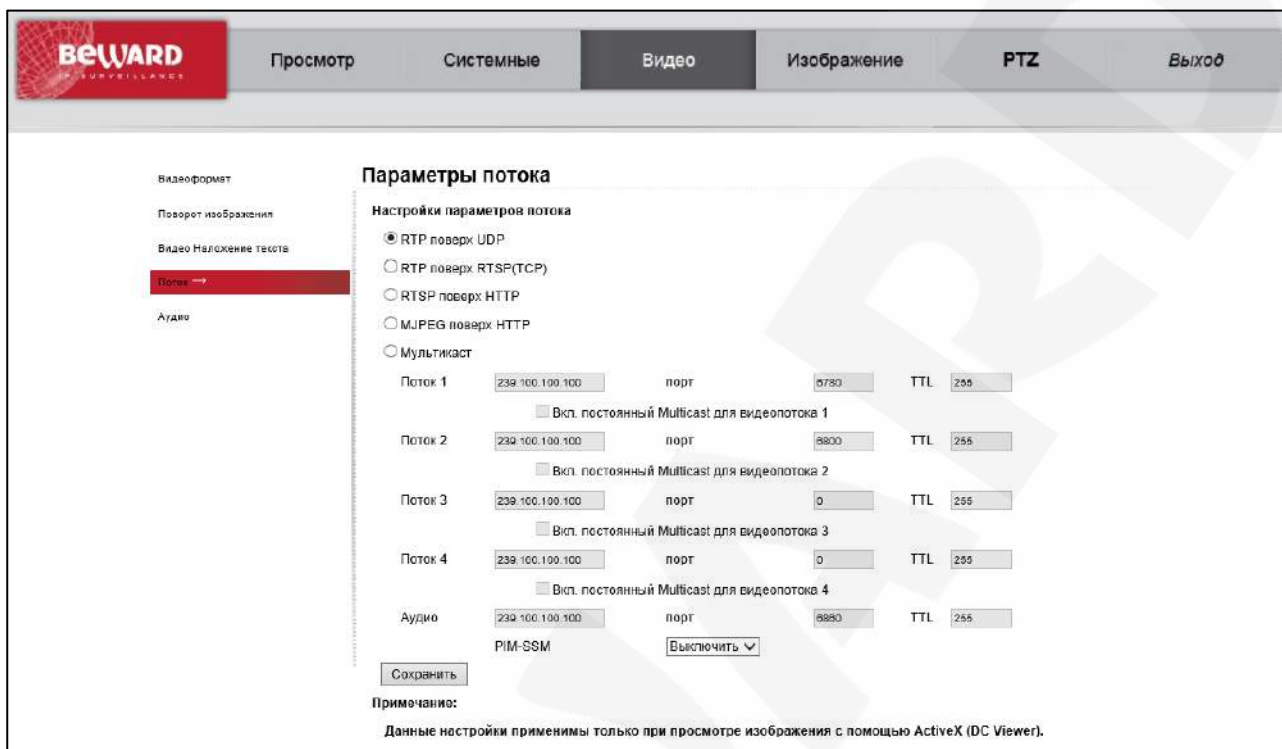 BEWARD
IP SURVEILLANCE
Просмотр Системные Видео Изображение PTZ Выход
Видеоформат
Поворот изображения
Видео Наложение текста
Поток →
Аудио
Параметры потока
Настройки параметров потока
RTP поверх UDP
RTP поверх RTSP(TCP)
RTSP поверх HTTP
MJPEG поверх HTTP
Мультикаст
Поток 1 239.100.100.100 порт 6780 TTL 255
Вкл. постоянный Multicast для видеопотока 1
Поток 2 239.100.100.100 порт 6800 TTL 255
Вкл. постоянный Multicast для видеопотока 2
Поток 3 239.100.100.100 порт 0 TTL 255
Вкл. постоянный Multicast для видеопотока 3
Поток 4 239.100.100.100 порт 0 TTL 255
Вкл. постоянный Multicast для видеопотока 4
Аудио 239.100.100.100 порт 6860 TTL 255
PIM-SSM Выключить
Сохранить
Примечание:
Данные настройки применимы только при просмотре изображения с помощью ActiveX (DC Viewer).